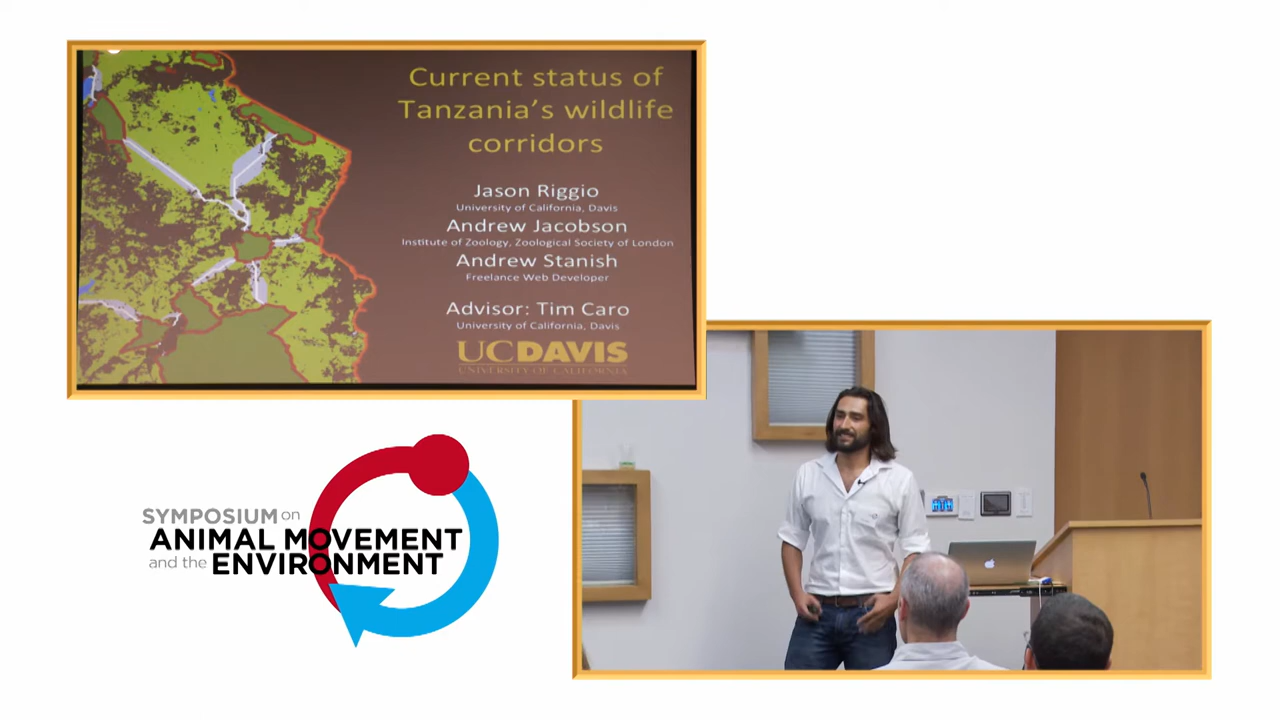 Current status of
Tanzania's wildlife
corridors
Jason Riggio
University of California, Davis
Andrew Jacobson
Institute of Zoology, Zoological Society of London
Andrew Stanish
Freelance Web Developer
Advisor: Tim Caro
University of California, Davis
UCDAVIS
UNIVERSITY OF CALIFORNIA
SYMPOSIUM on
ANIMAL MOVEMENT
and the ENVIRONMENT